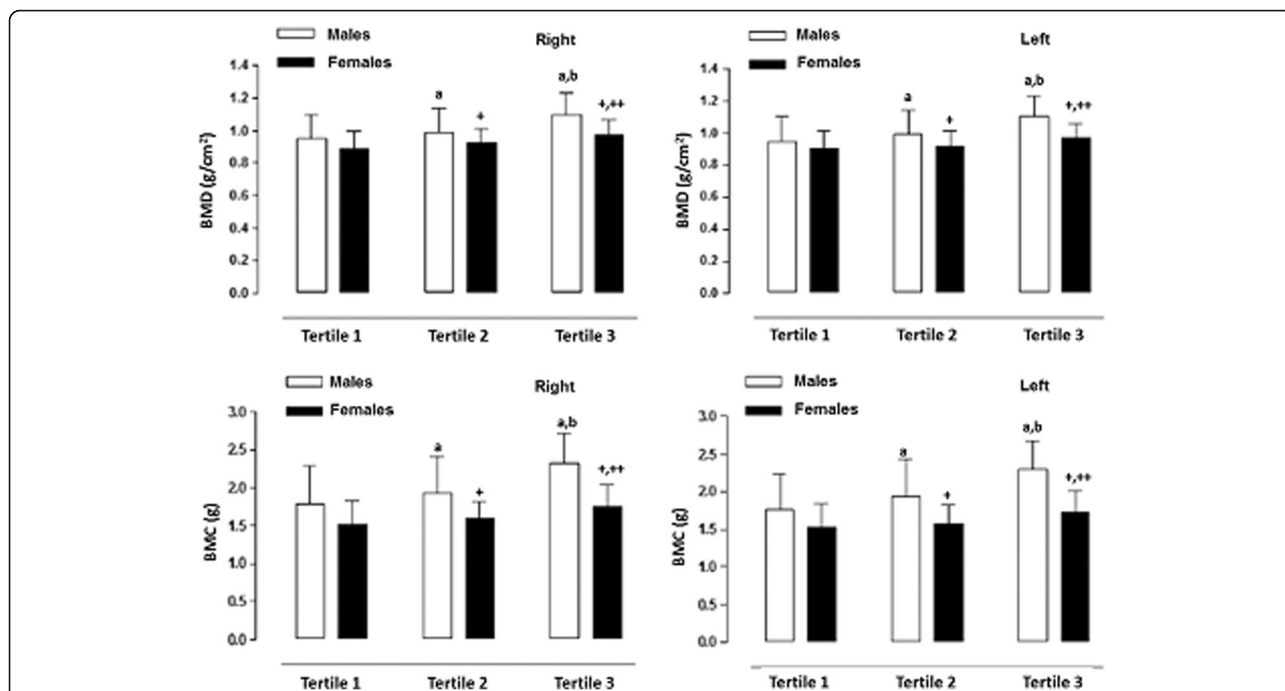 Males Right
Females
1.4
1.2
1.0
0.8
0.6
0.4
0.2
0.0
BMD (g/cm²)
a
+
a,b
+,++
Tertile 1 Tertile 2 Tertile 3
Males Left
Females
1.4
1.2
1.0
0.8
0.6
0.4
0.2
0.0
BMD (g/cm²)
a
+
a,b
+,++
Tertile 1 Tertile 2 Tertile 3
Males Right
Females
3.0
2.5
2.0
1.5
1.0
0.5
0.0
BMC (g)
a
+
a,b
+,++
Tertile 1 Tertile 2 Tertile 3
Males Left
Females
3.0
2.5
2.0
1.5
1.0
0.5
0.0
BMC (g)
a
+
a,b
+,++
Tertile 1 Tertile 2 Tertile 3